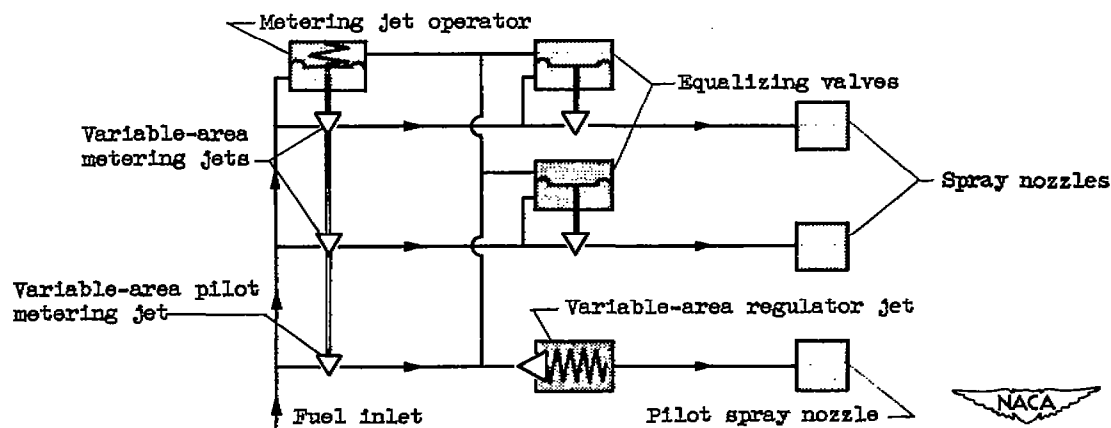 Metering jet operator
Equalizing valves
Variable-area
metering jets
Spray nozzles
Variable-area pilot
metering jet
Variable-area regulator jet
Fuel inlet
Pilot spray nozzle
NACA